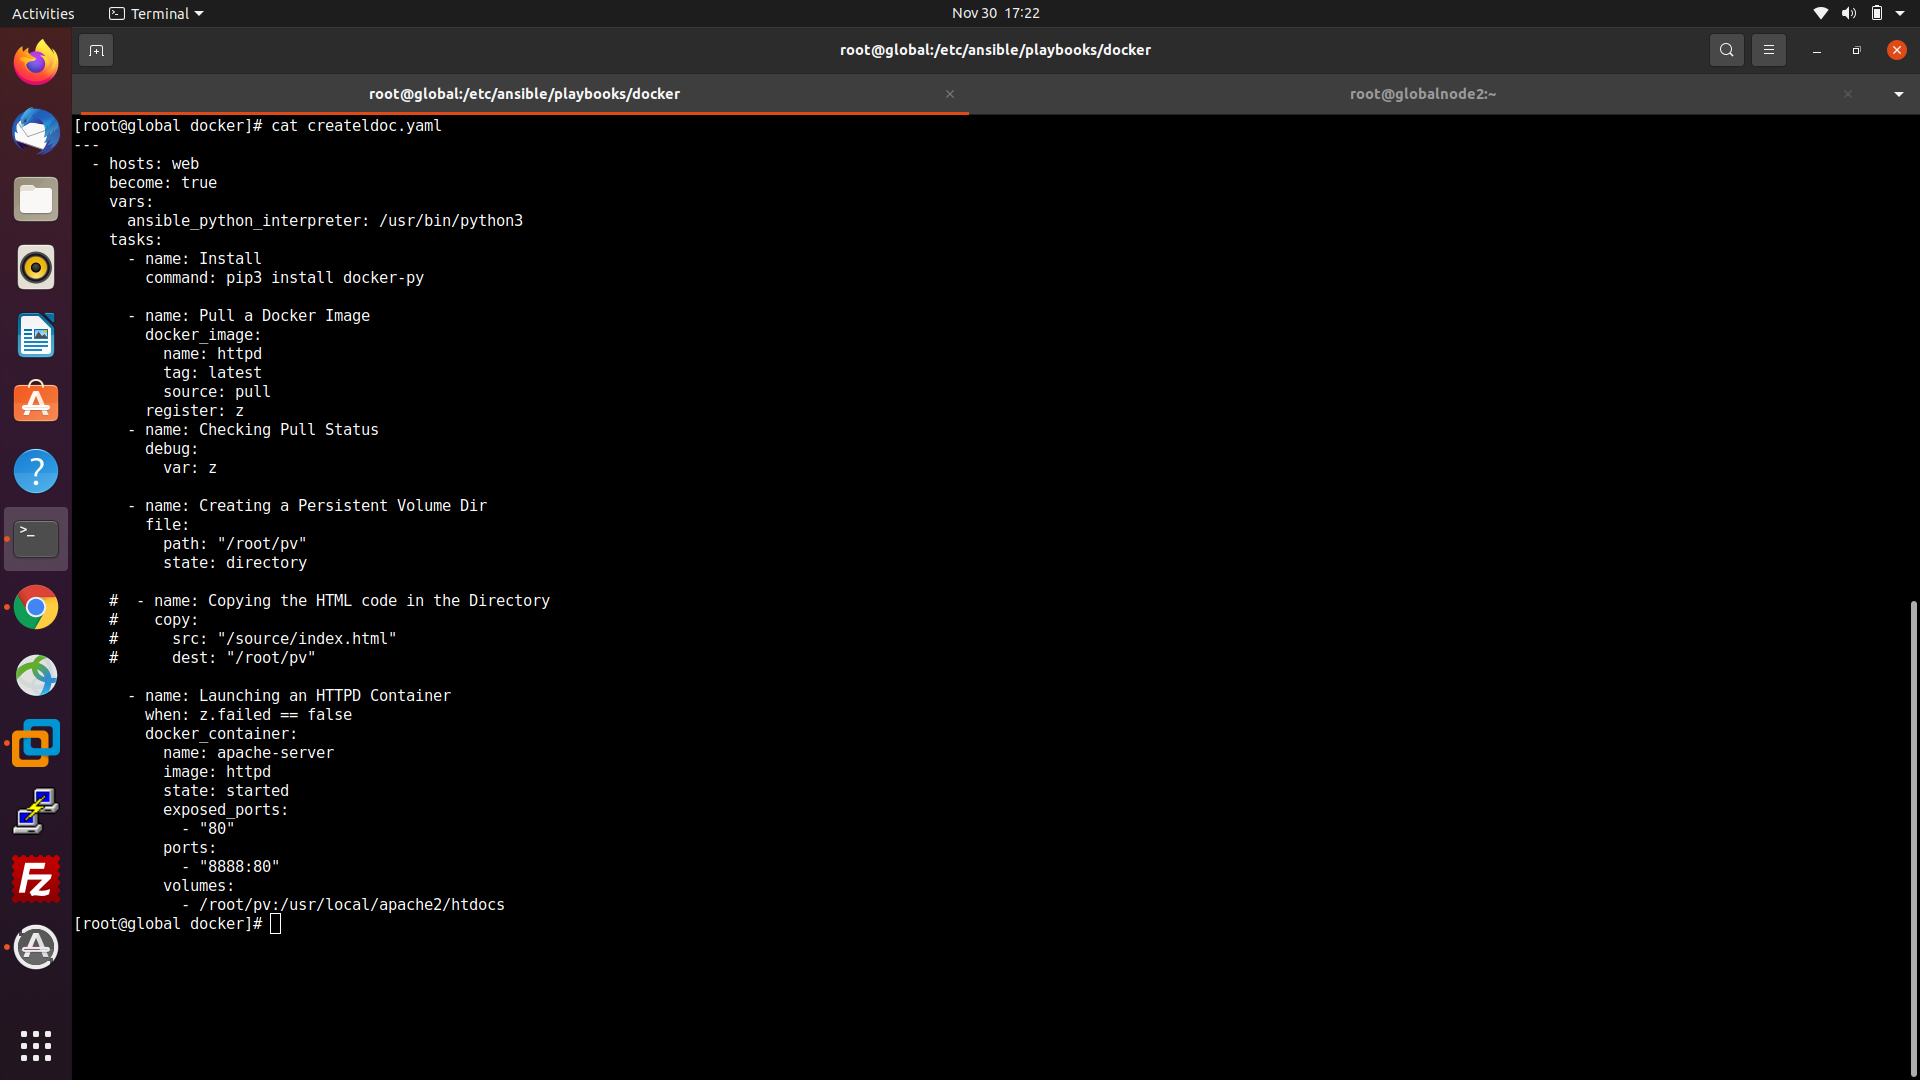 Activities
Terminal
Nov 30 17:22
root@global:/etc/ansible/playbooks/docker
root@global:/etc/ansible/playbooks/docker
root@globalnode2:~
[root@global docker]# cat createldoc.yaml
---
  - hosts: web
    become: true
    vars:
      ansible_python_interpreter: /usr/bin/python3
    tasks:
      - name: Install
        command: pip3 install docker-py

      - name: Pull a Docker Image
        docker_image:
          name: httpd
          tag: latest
          source: pull
        register: z
      - name: Checking Pull Status
        debug:
          var: z

      - name: Creating a Persistent Volume Dir
        file:
          path: "/root/pv"
          state: directory

    #  - name: Copying the HTML code in the Directory
    #    copy:
    #      src: "/source/index.html"
    #      dest: "/root/pv"

      - name: Launching an HTTPD Container
        when: z.failed == false
        docker_container:
          name: apache-server
          image: httpd
          state: started
          exposed_ports:
            - "80"
          ports:
            - "8888:80"
          volumes:
            - /root/pv:/usr/local/apache2/htdocs
[root@global docker]#